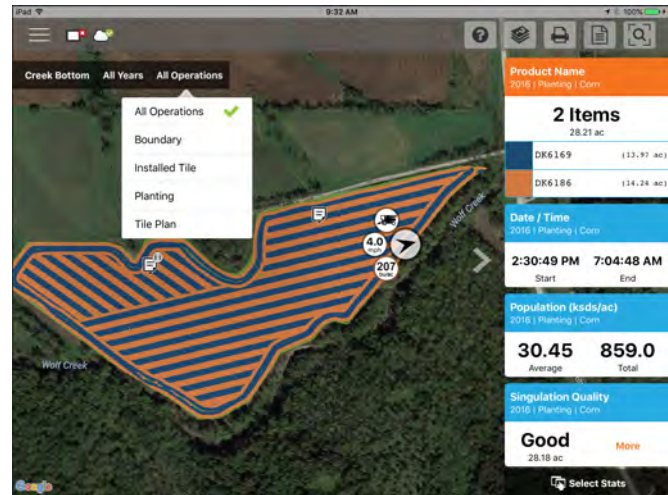 iPad
9:32 AM
100%
Creek Bottom All Years All Operations
All Operations
Boundary
Installed Tile
Planting
Tile Plan
Product Name
2016 | Planting | Corn
2 Items
28.21 ac
DK6169 (13.97 ac)
DK6186 (14.24 ac)
Date / Time
2016 | Planting | Corn
2:30:49 PM 7:04:48 AM
Start End
Population (ksds/ac)
2016 | Planting | Corn
30.45 859.0
Average Total
Singulation Quality
2016 | Planting | Corn
Good More
28.18 ac
Select Stats
4.0
mph
207
Wolf Creek
Wolf Creek
Google